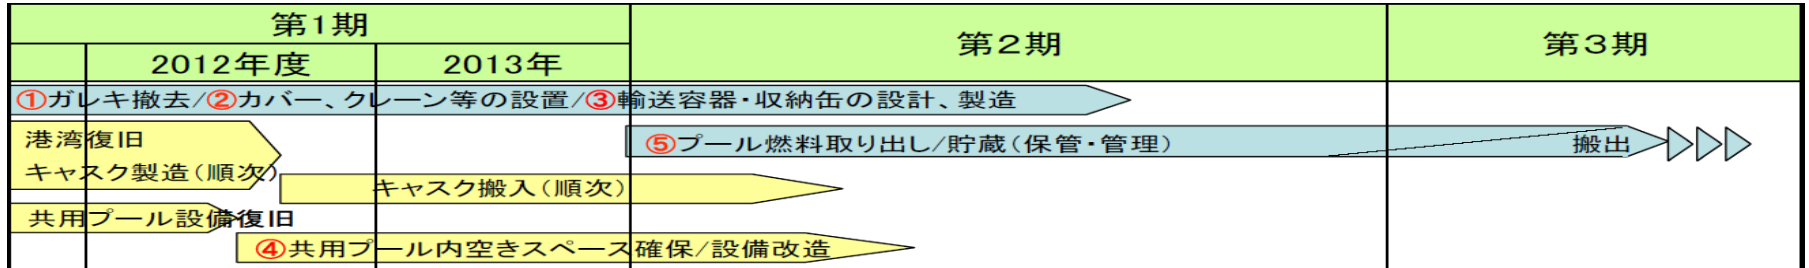 第1期
第2期
第3期
2012年度
2013年
①ガレキ撤去/②カバー、クレーン等の設置/③輸送容器・収納缶の設計、製造
港湾復旧
キャスク製造(順次)
⑤プール燃料取り出し/貯蔵(保管・管理)
搬出
キャスク搬入(順次)
共用プール設備復旧
④共用プール内空きスペース確保/設備改造